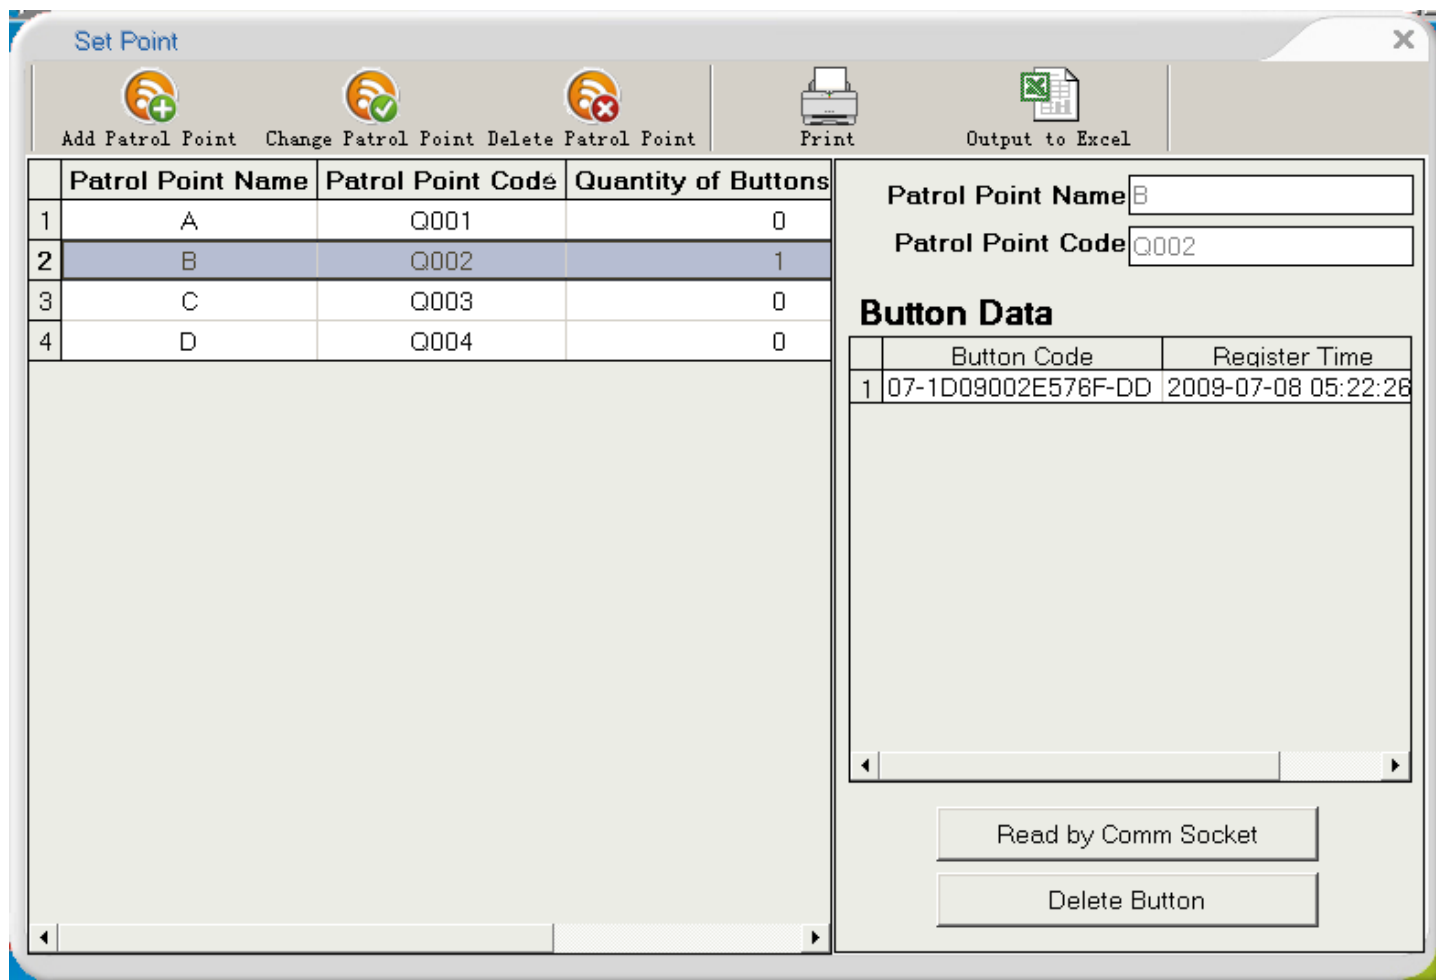 Set Point
Add Patrol Point Change Patrol Point Delete Patrol Point Print Output to Excel
Patrol Point Name Patrol Point Code Quantity of Buttons
1 A Q001 0
2 B Q002 1
3 C Q003 0
4 D Q004 0
Patrol Point Name B
Patrol Point Code Q002
Button Data
Button Code Register Time
1 07-1D09002E576F-DD 2009-07-08 05:22:26
Read by Comm Socket
Delete Button